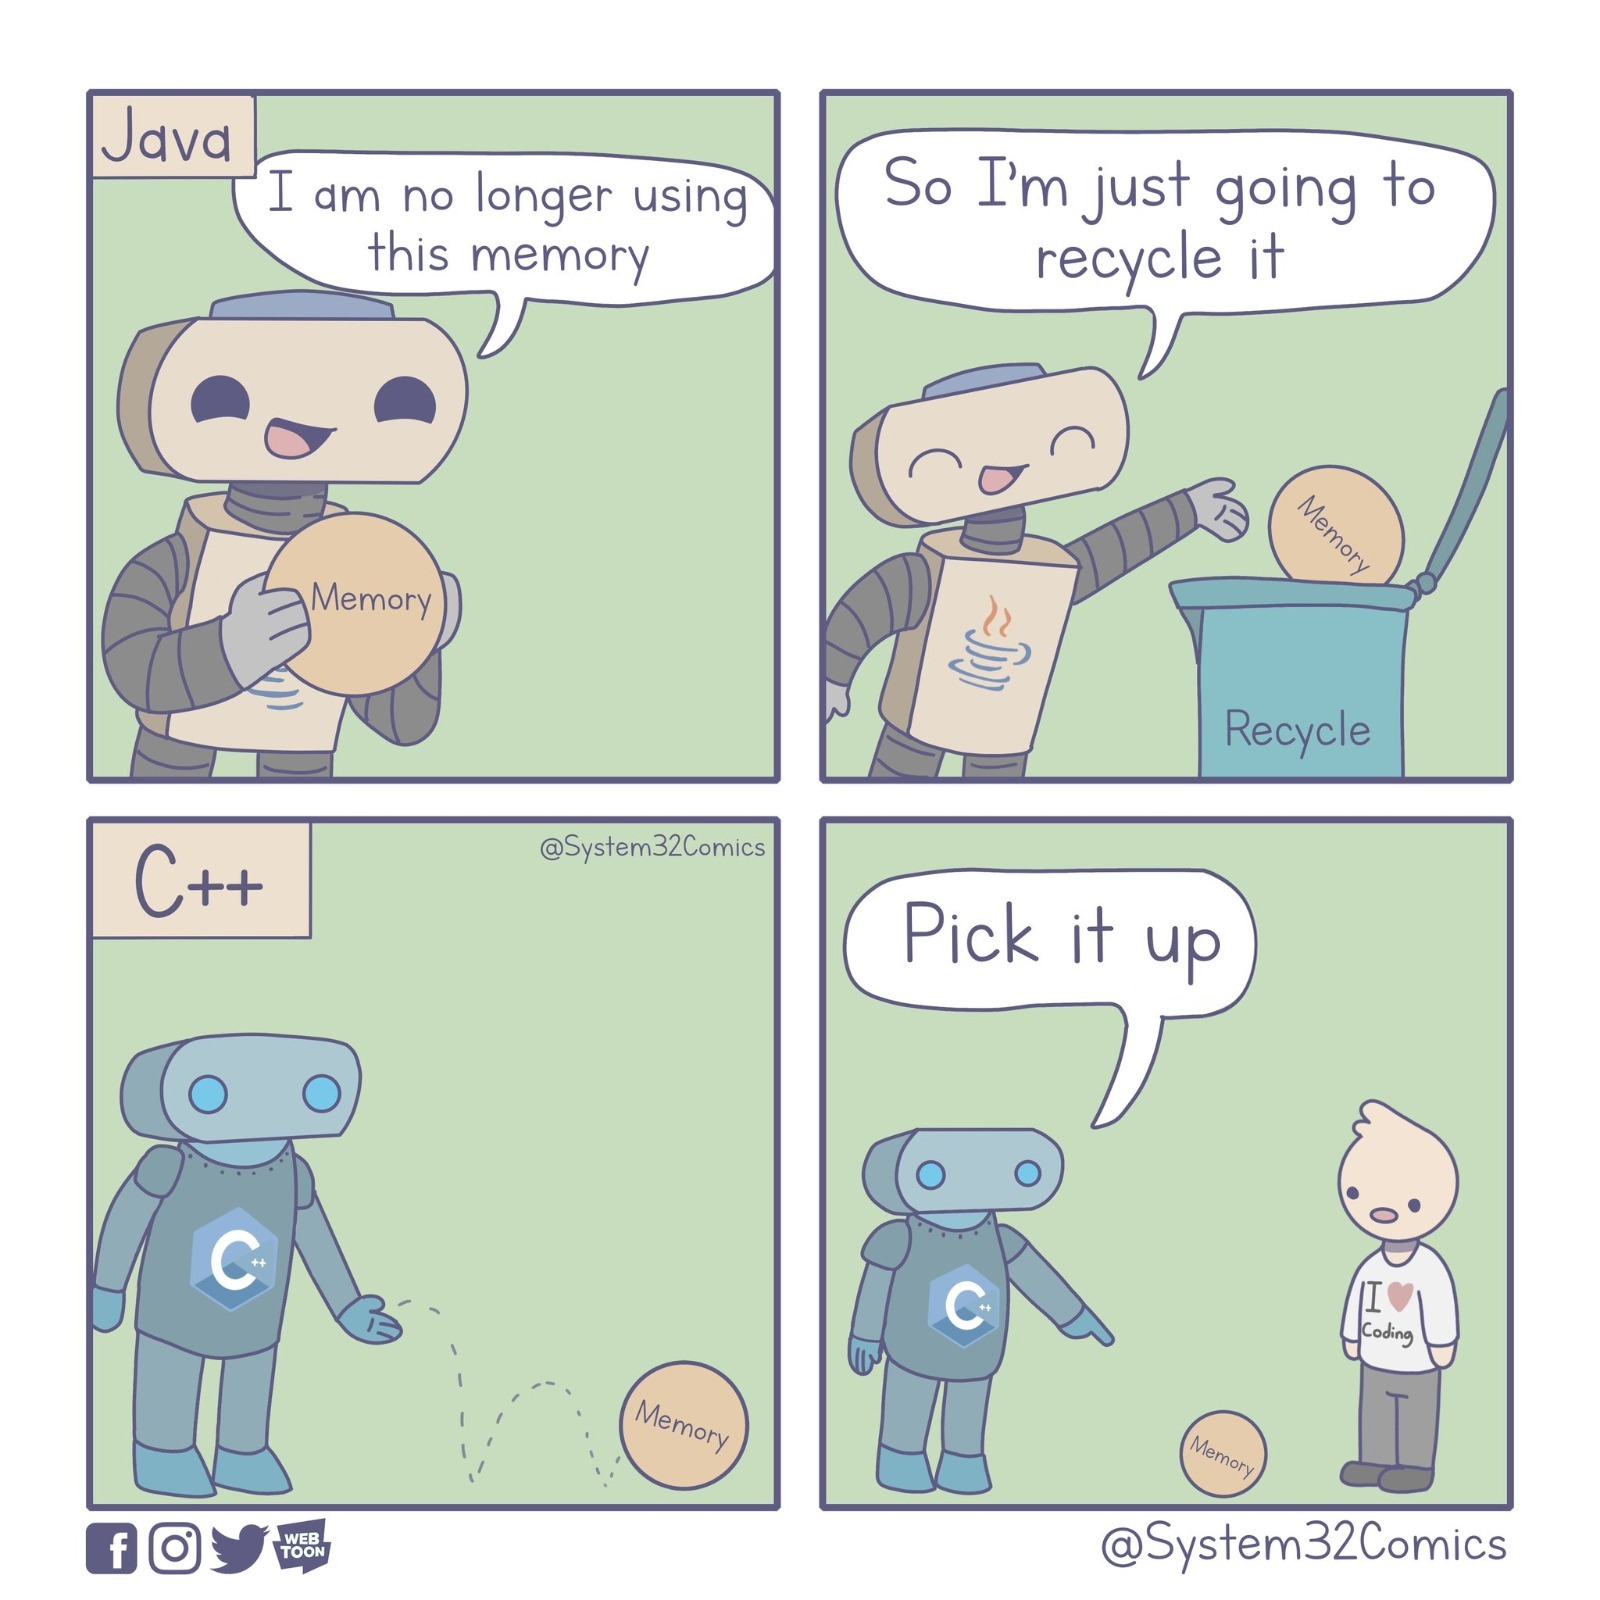 Java
I am no longer using
this memory
Memory
So I'm just going to
recycle it
Memory
Recycle
C++
@System32Comics
C++
Memory
Pick it up
C++
I ♥
Coding
Memory
f
WEB
TOON
@System32Comics